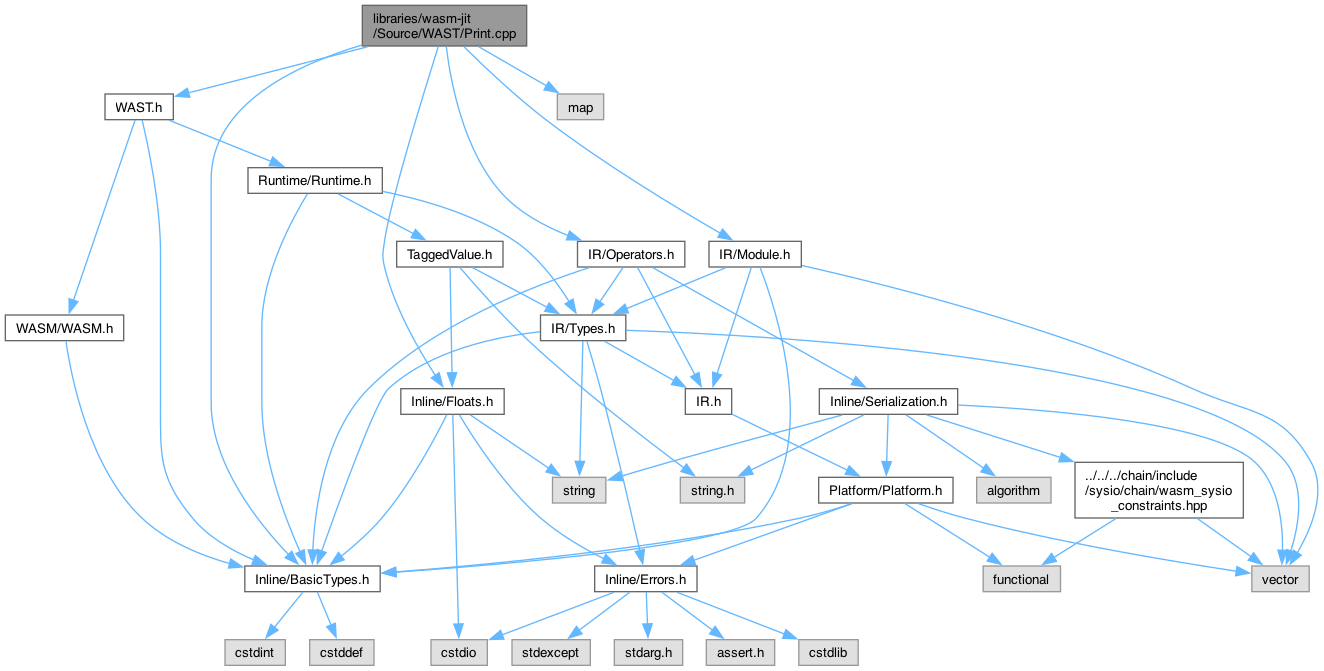 libraries/wasm-jit
/Source/WAST/Print.cpp
WAST.h
map
Runtime/Runtime.h
TaggedValue.h
IR/Operators.h
IR/Module.h
WASM/WASM.h
IR/Types.h
Inline/Floats.h
IR.h
Inline/Serialization.h
string
string.h
Platform/Platform.h
algorithm
../../../chain/include
/sysio/chain/wasm_sysio
_constraints.hpp
Inline/BasicTypes.h
Inline/Errors.h
functional
vector
cstdint
cstddef
cstdio
stdexcept
stdarg.h
assert.h
cstdlib